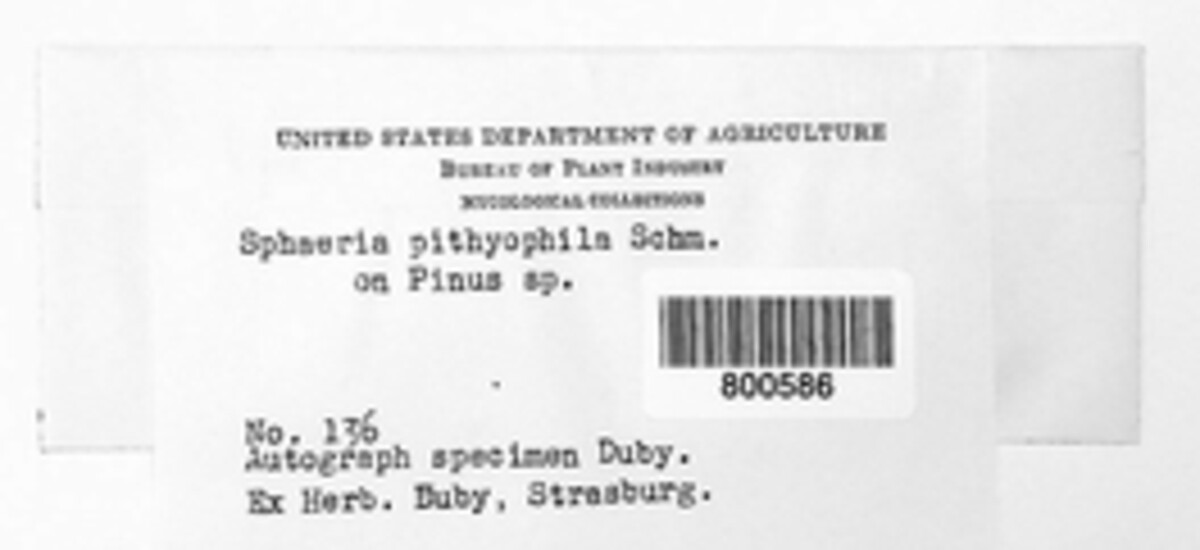 UNITED STATES DEPARTMENT OF AGRICULTURE
BUREAU OF PLANT INDUSTRY
MYCOLOGICAL COLLECTIONS
Sphaeria pithyophila Schm.
on Pinus sp.
800586
No. 136
Autograph specimen Duby.
Ex Herb. Duby, Strasburg.